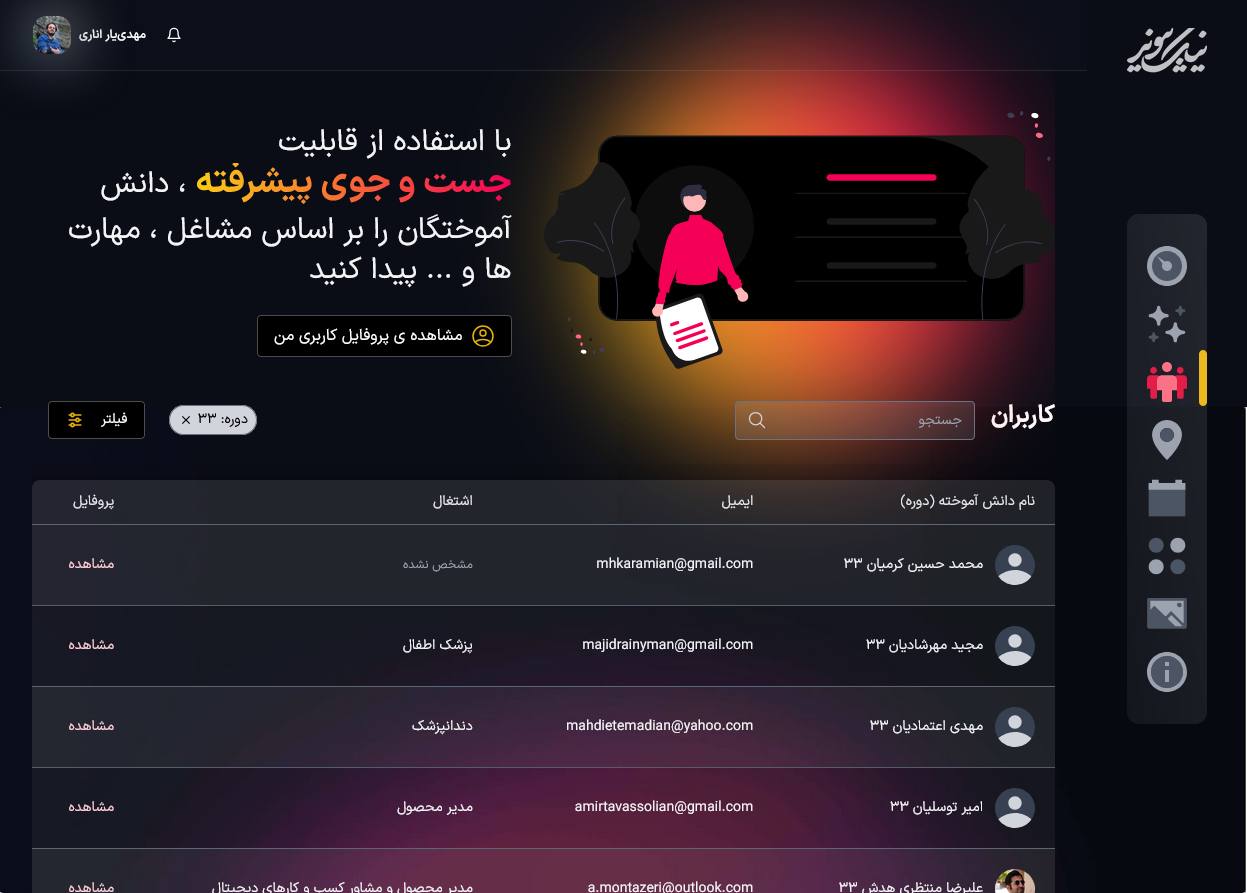 نیک‌سونیر
مهدی‌یار اناری
با استفاده از قابلیت
جست و جوی پیشرفته ، دانش
آموختگان را بر اساس مشاغل ، مهارت
ها و ... پیدا کنید
مشاهده ی پروفایل کاربری من
کاربران
جستجو
دوره: ۳۳ ×
فیلتر
نام دانش آموخته (دوره) ایمیل اشتغال پروفایل
محمد حسین کرمیان ۳۳ mhkaramian@gmail.com مشخص نشده مشاهده
مجید مهرشادیان ۳۳ majidrainyman@gmail.com پزشک اطفال مشاهده
مهدی اعتمادیان ۳۳ mahdietemadian@yahoo.com دندانپزشک مشاهده
امیر توسلیان ۳۳ amirtavassolian@gmail.com مدیر محصول مشاهده
علیرضا منتظری هدش ۳۳ a.montazeri@outlook.com مدیر محصول و مشاور کسب و کارهای دیجیتال مشاهده